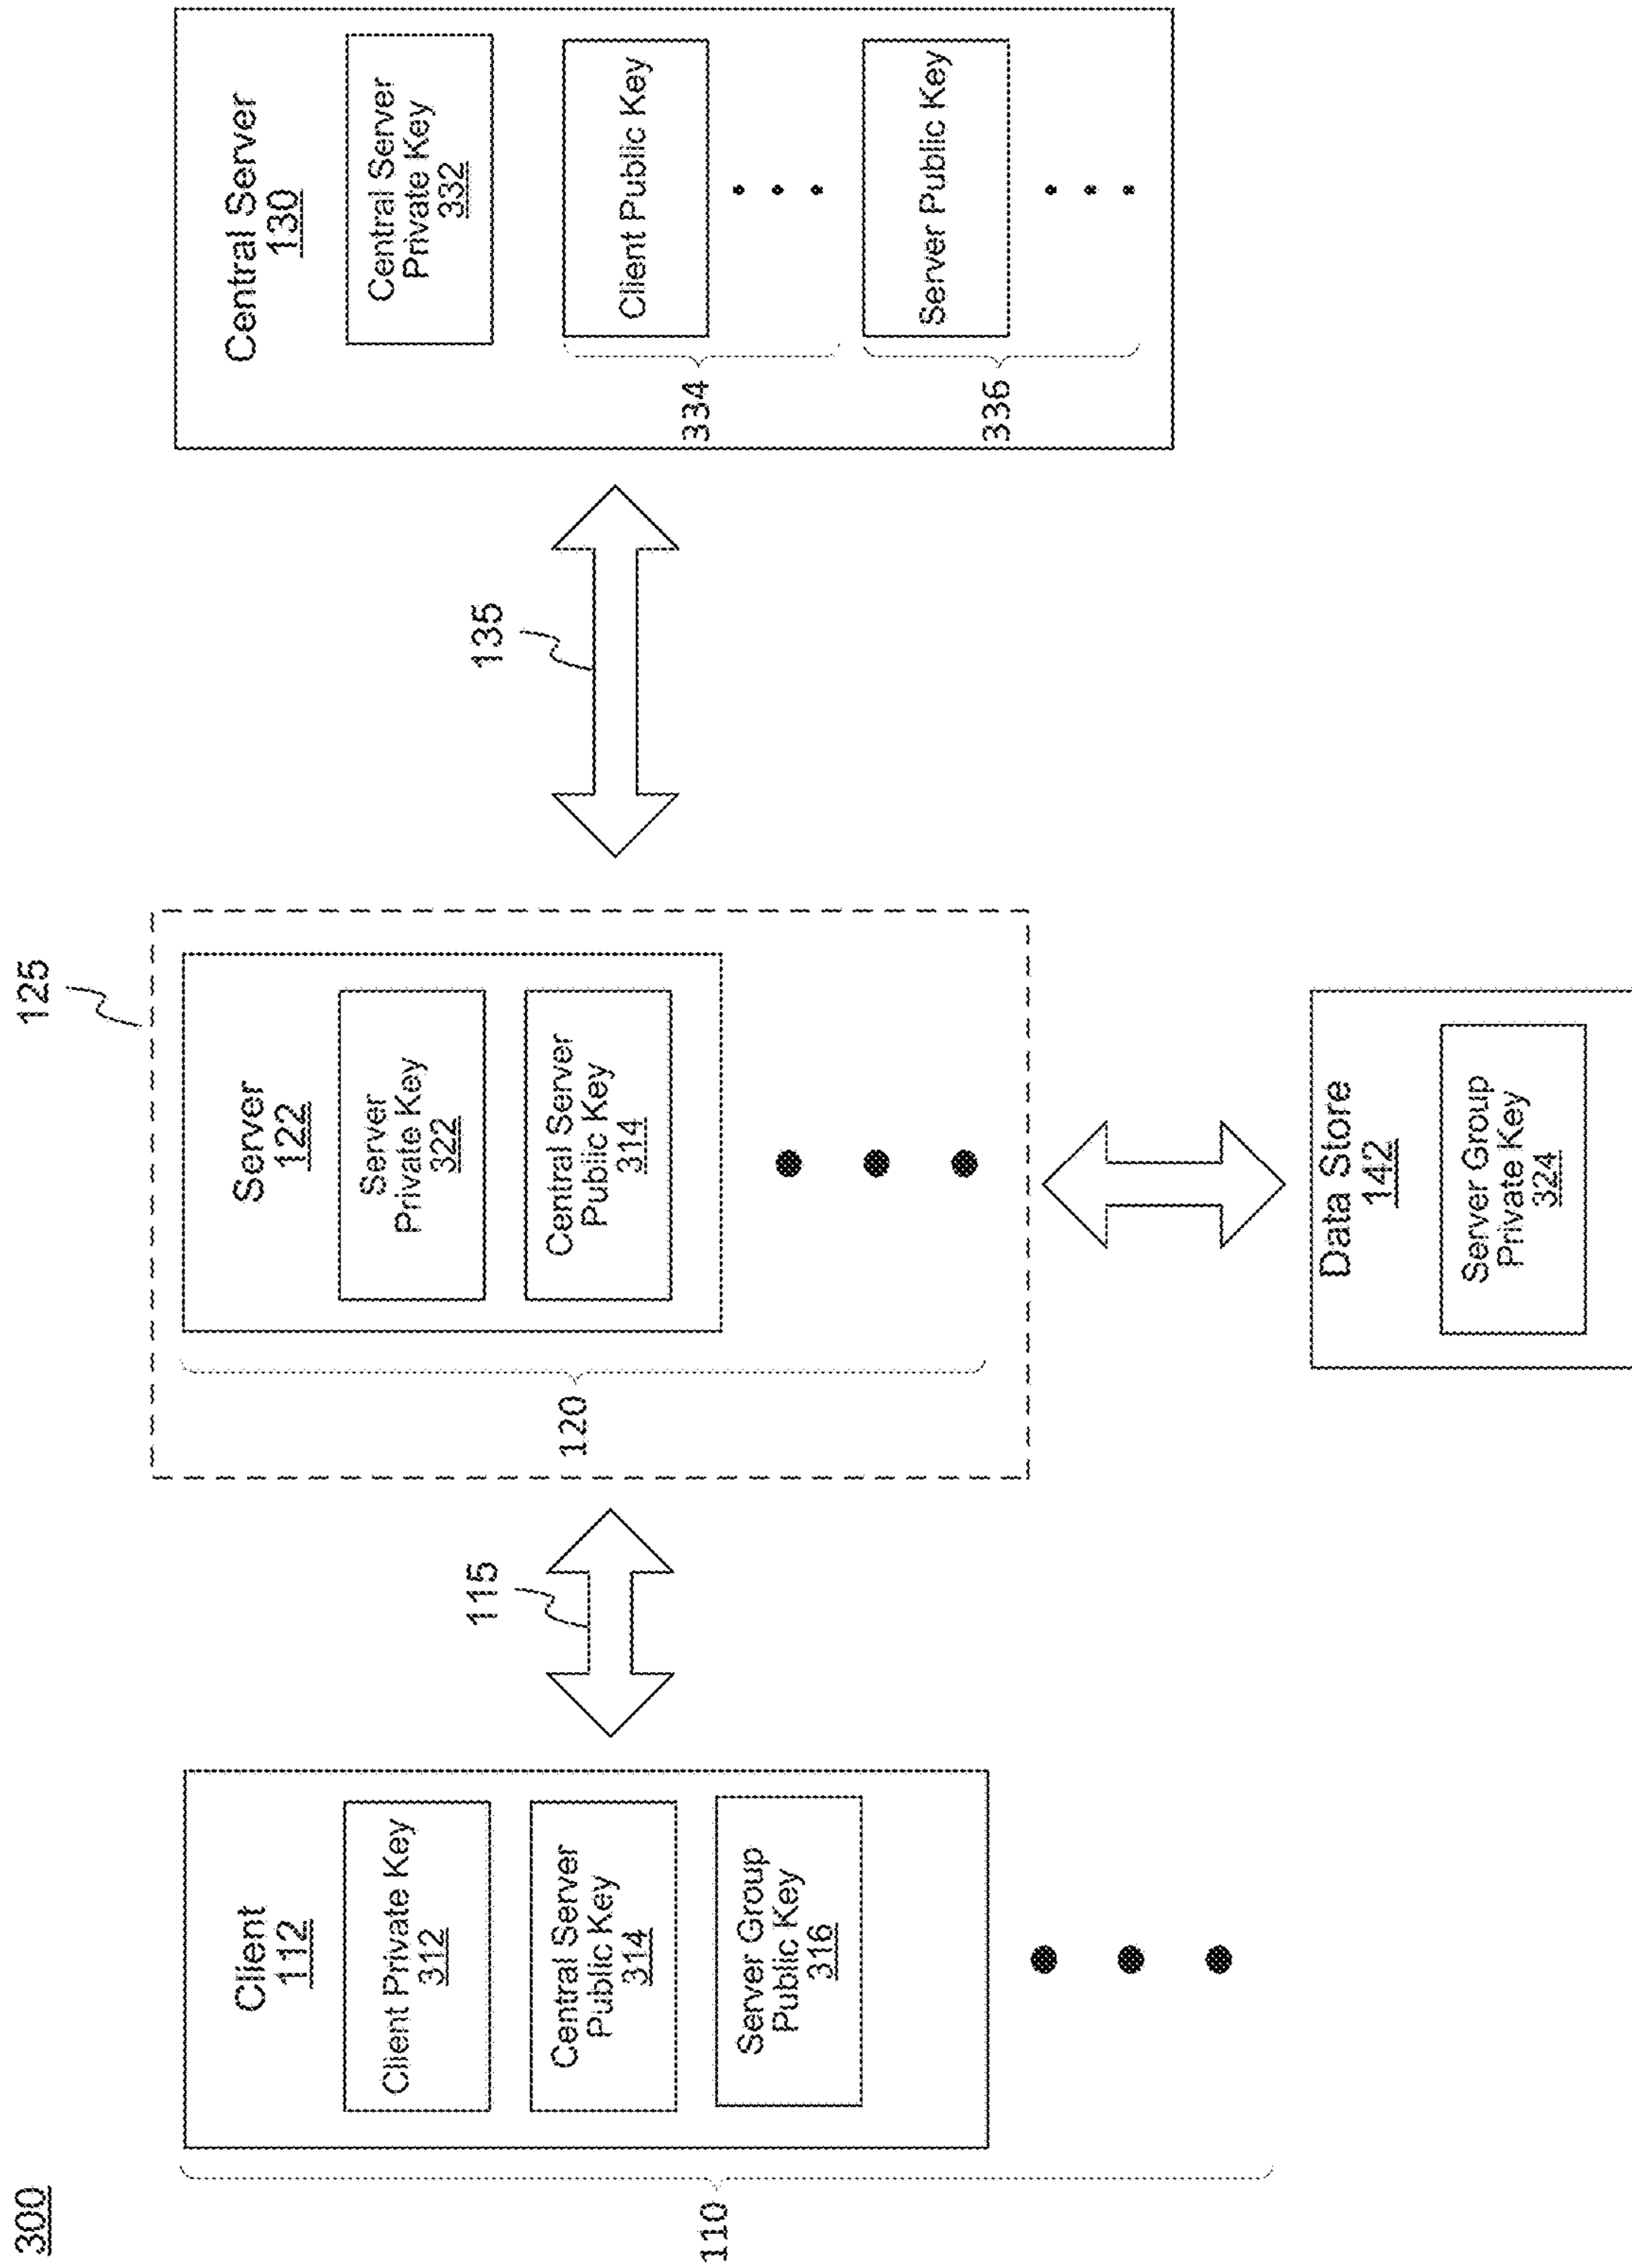 300
110
Client
112
Client Private Key
312
Central Server
Public Key
314
Server Group
Public Key
316
115
125
120
Server
122
Server
Private Key
322
Central Server
Public Key
314
Data Store
142
Server Group
Private Key
324
135
Central Server
130
Central Server
Private Key
332
334
Client Public Key
336
Server Public Key